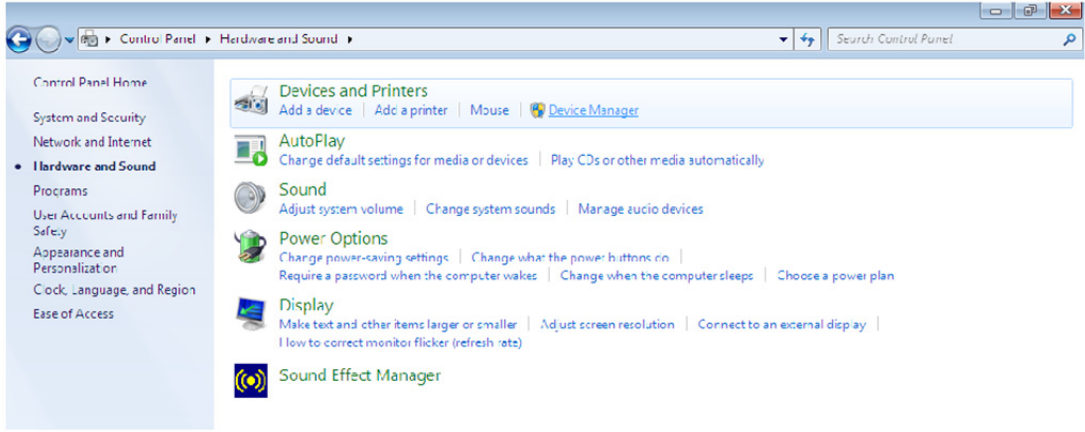 Control Panel ▸ Hardware and Sound ▸
Search Control Panel
Control Panel Home
System and Security
Network and Internet
Hardware and Sound
Programs
User Accounts and Family
Safety
Appearance and
Personalization
Clock, Language, and Region
Ease of Access
Devices and Printers
Add a device Add a printer Mouse Device Manager
AutoPlay
Change default settings for media or devices Play CDs or other media automatically
Sound
Adjust system volume Change system sounds Manage audio devices
Power Options
Change power-saving settings Change what the power buttons do
Require a password when the computer wakes Change when the computer sleeps Choose a power plan
Display
Make text and other items larger or smaller Adjust screen resolution Connect to an external display
How to correct monitor flicker (refresh rate)
Sound Effect Manager